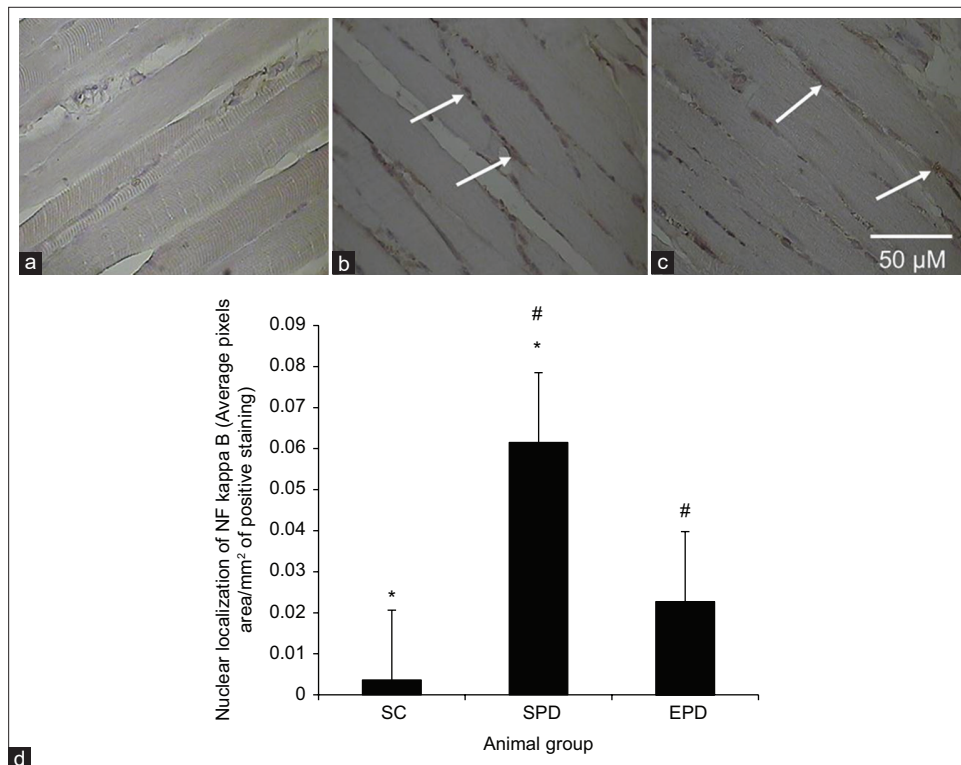 a
b
c
50 µM
Nuclear localization of NF kappa B (Average pixels
area/mm² of positive staining)
0.09
0.08
0.07
0.06
0.05
0.04
0.03
0.02
0.01
0
*
#
*
#
SC
SPD
EPD
Animal group
d